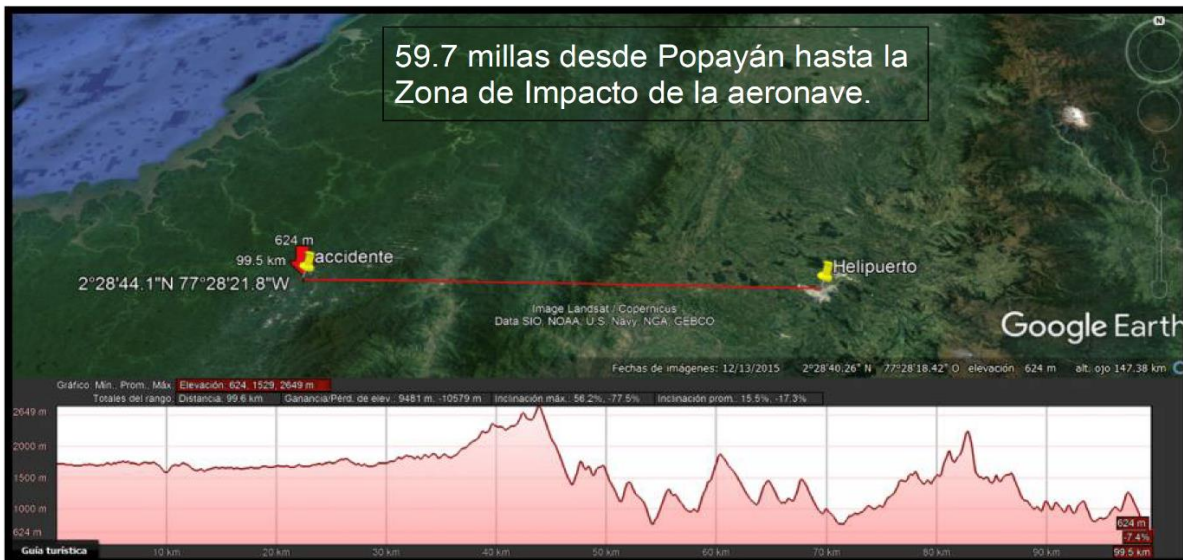 59.7 millas desde Popayán hasta la
Zona de Impacto de la aeronave.
N
624 m
99.5 km
accidente
2°28'44.1"N 77°28'21.8"W
Helipuerto
Image Landsat / Copernicus
Data SIO, NOAA, U.S. Navy, NGA, GEBCO
Google Earth
Fechas de imágenes: 12/13/2015 2°28'40.26" N 77°28'18.42" O elevación 624 m alt. ojo 147.38 km
Gráfico: Mín., Prom., Máx. Elevación: 624, 1529, 2649 m
Totales del rango: Distancia: 99.6 km Ganancia/Pérd. de elev.: 9481 m, -10579 m Inclinación máx.: 56.2%, -77.5% Inclinación prom.: 15.5%, -17.3%
2649 m
2000 m
1500 m
1000 m
624 m
624 m
-7.4%
Guía turística
10 km 20 km 30 km 40 km 50 km 60 km 70 km 80 km 90 km 99.5 km